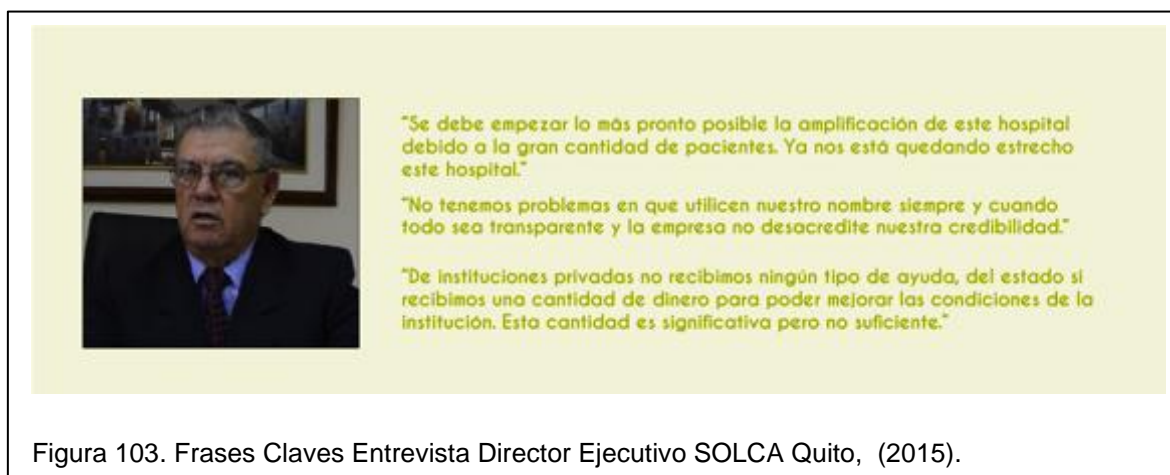 "Se debe empezar lo más pronto posible la amplificación de este hospital
debido a la gran cantidad de pacientes. Ya nos está quedando estrecho
este hospital."
"No tenemos problemas en que utilicen nuestro nombre siempre y cuando
todo sea transparente y la empresa no desacredite nuestra credibilidad."
"De instituciones privadas no recibimos ningún tipo de ayuda, del estado si
recibimos una cantidad de dinero para poder mejorar las condiciones de la
institución. Esta cantidad es significativa pero no suficiente."
Figura 103. Frases Claves Entrevista Director Ejecutivo SOLCA Quito, (2015).